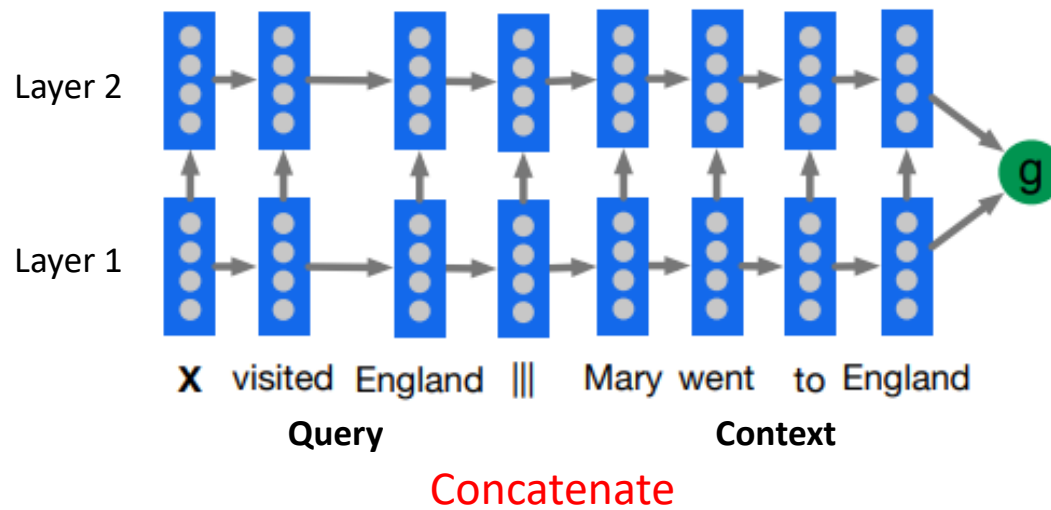 Layer 2
g
Layer 1
X visited England ||| Mary went to England
Query Context
Concatenate